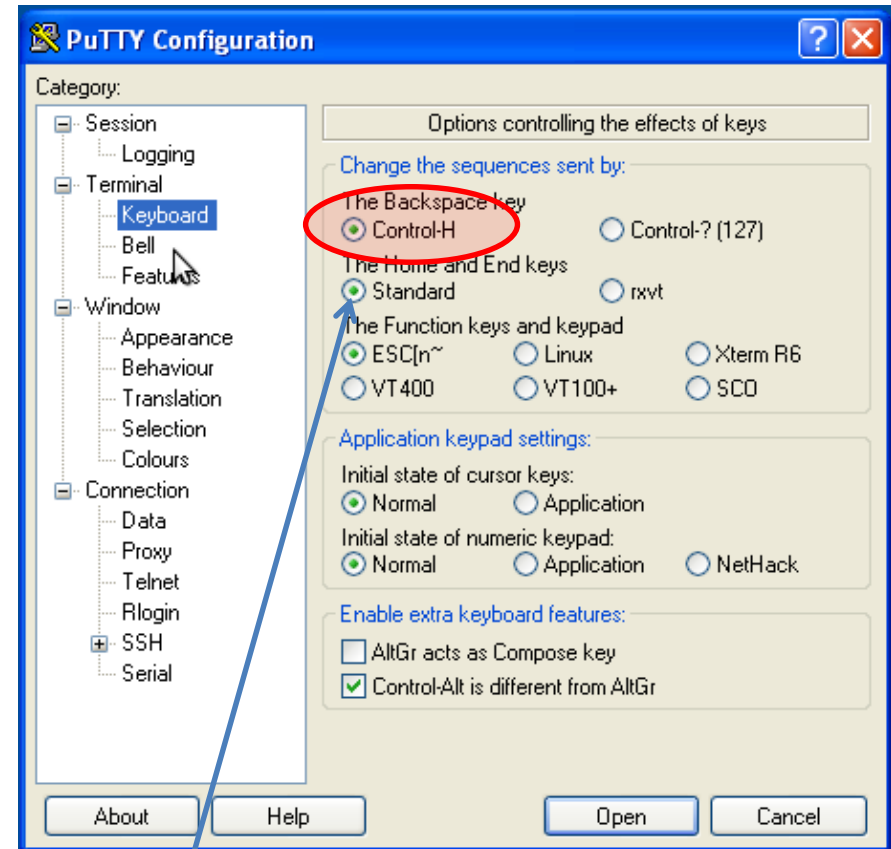 PuTTY Configuration
Category:
Session
Logging
Terminal
Keyboard
Bell
Features
Window
Appearance
Behaviour
Translation
Selection
Colours
Connection
Data
Proxy
Telnet
Rlogin
SSH
Serial
Options controlling the effects of keys
Change the sequences sent by:
The Backspace key
Control-H Control-? (127)
The Home and End keys
Standard rxvt
The Function keys and keypad
ESC[n~ Linux Xterm R6
VT400 VT100+ SCO
Application keypad settings:
Initial state of cursor keys:
Normal Application
Initial state of numeric keypad:
Normal Application NetHack
Enable extra keyboard features:
AltGr acts as Compose key
Control-Alt is different from AltGr
About Help Open Cancel